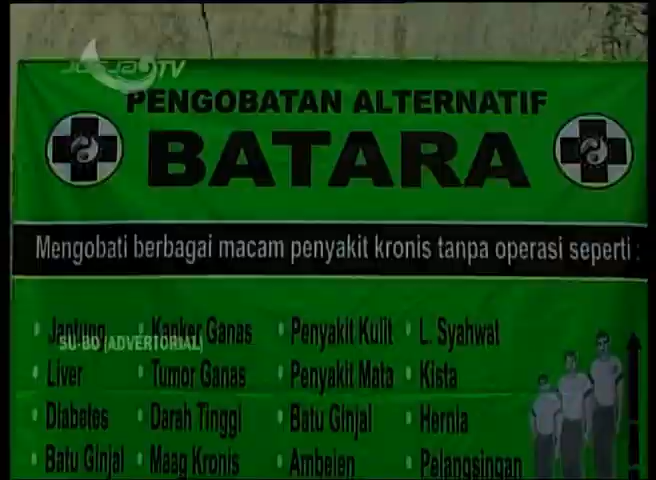 JOGJA TV
PENGOBATAN ALTERNATIF
BATARA
Mengobati berbagai macam penyakit kronis tanpa operasi seperti :
Jantung Kanker Ganas Penyakit Kulit L. Syahwat
SU-BO (ADVERTORIAL)
Liver Tumor Ganas Penyakit Mata Kista
Diabetes Darah Tinggi Batu Ginjal Hernia
Batu Ginjal Maag Kronis Ambeien Pelangsingan